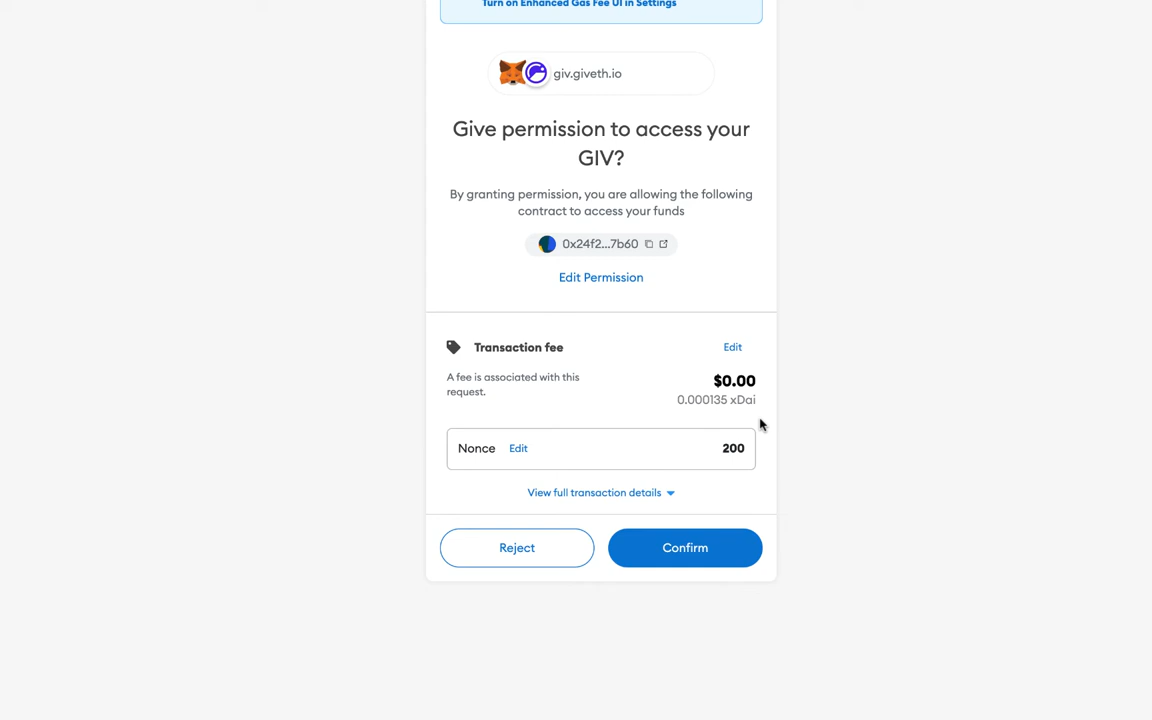 Turn on Enhanced Gas Fee UI in Settings
giv.giveth.io
Give permission to access your
GIV?
By granting permission, you are allowing the following
contract to access your funds
0x24f2...7b60
Edit Permission
Transaction fee
Edit
A fee is associated with this
request.
$0.00
0.000135 xDai
Nonce
Edit
200
View full transaction details
Reject
Confirm